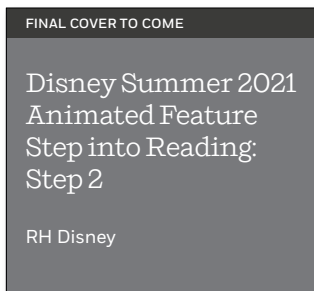 FINAL COVER TO COME
Disney Summer 2021
Animated Feature
Step into Reading:
Step 2
RH Disney